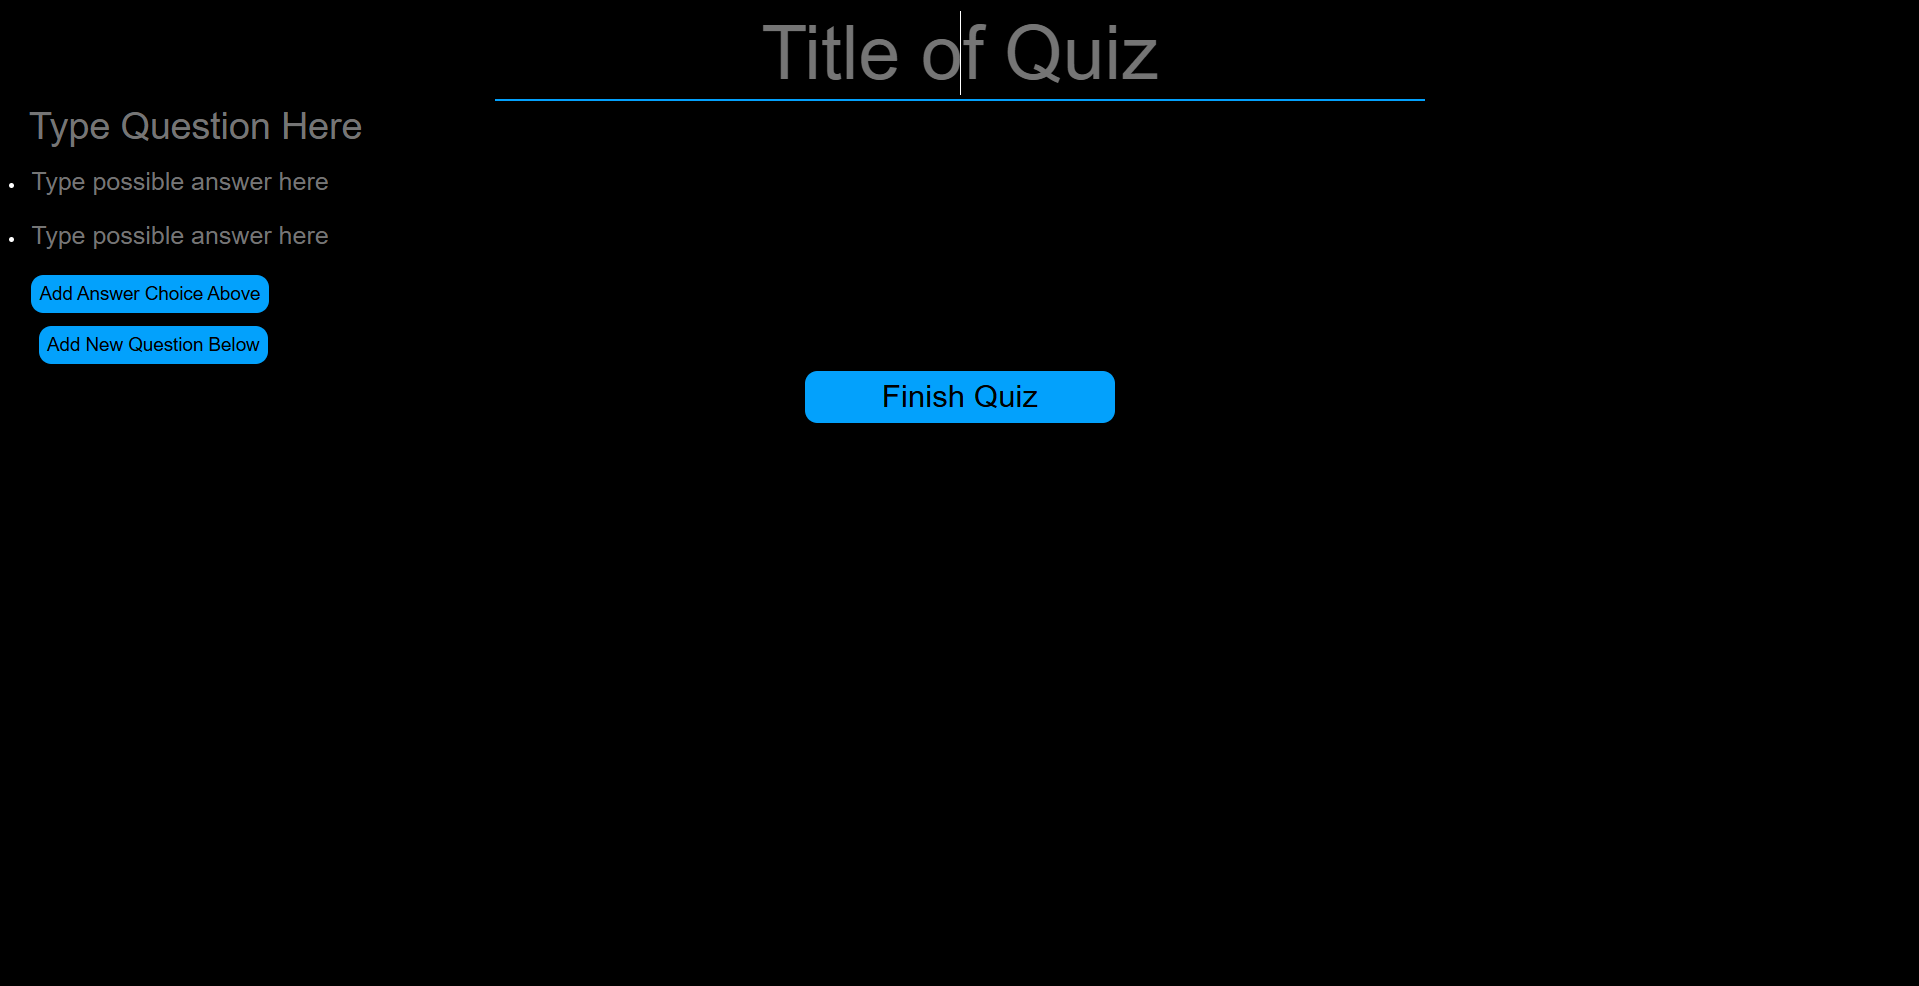 Title of Quiz
Type Question Here
Type possible answer here
Type possible answer here
Add Answer Choice Above
Add New Question Below
Finish Quiz